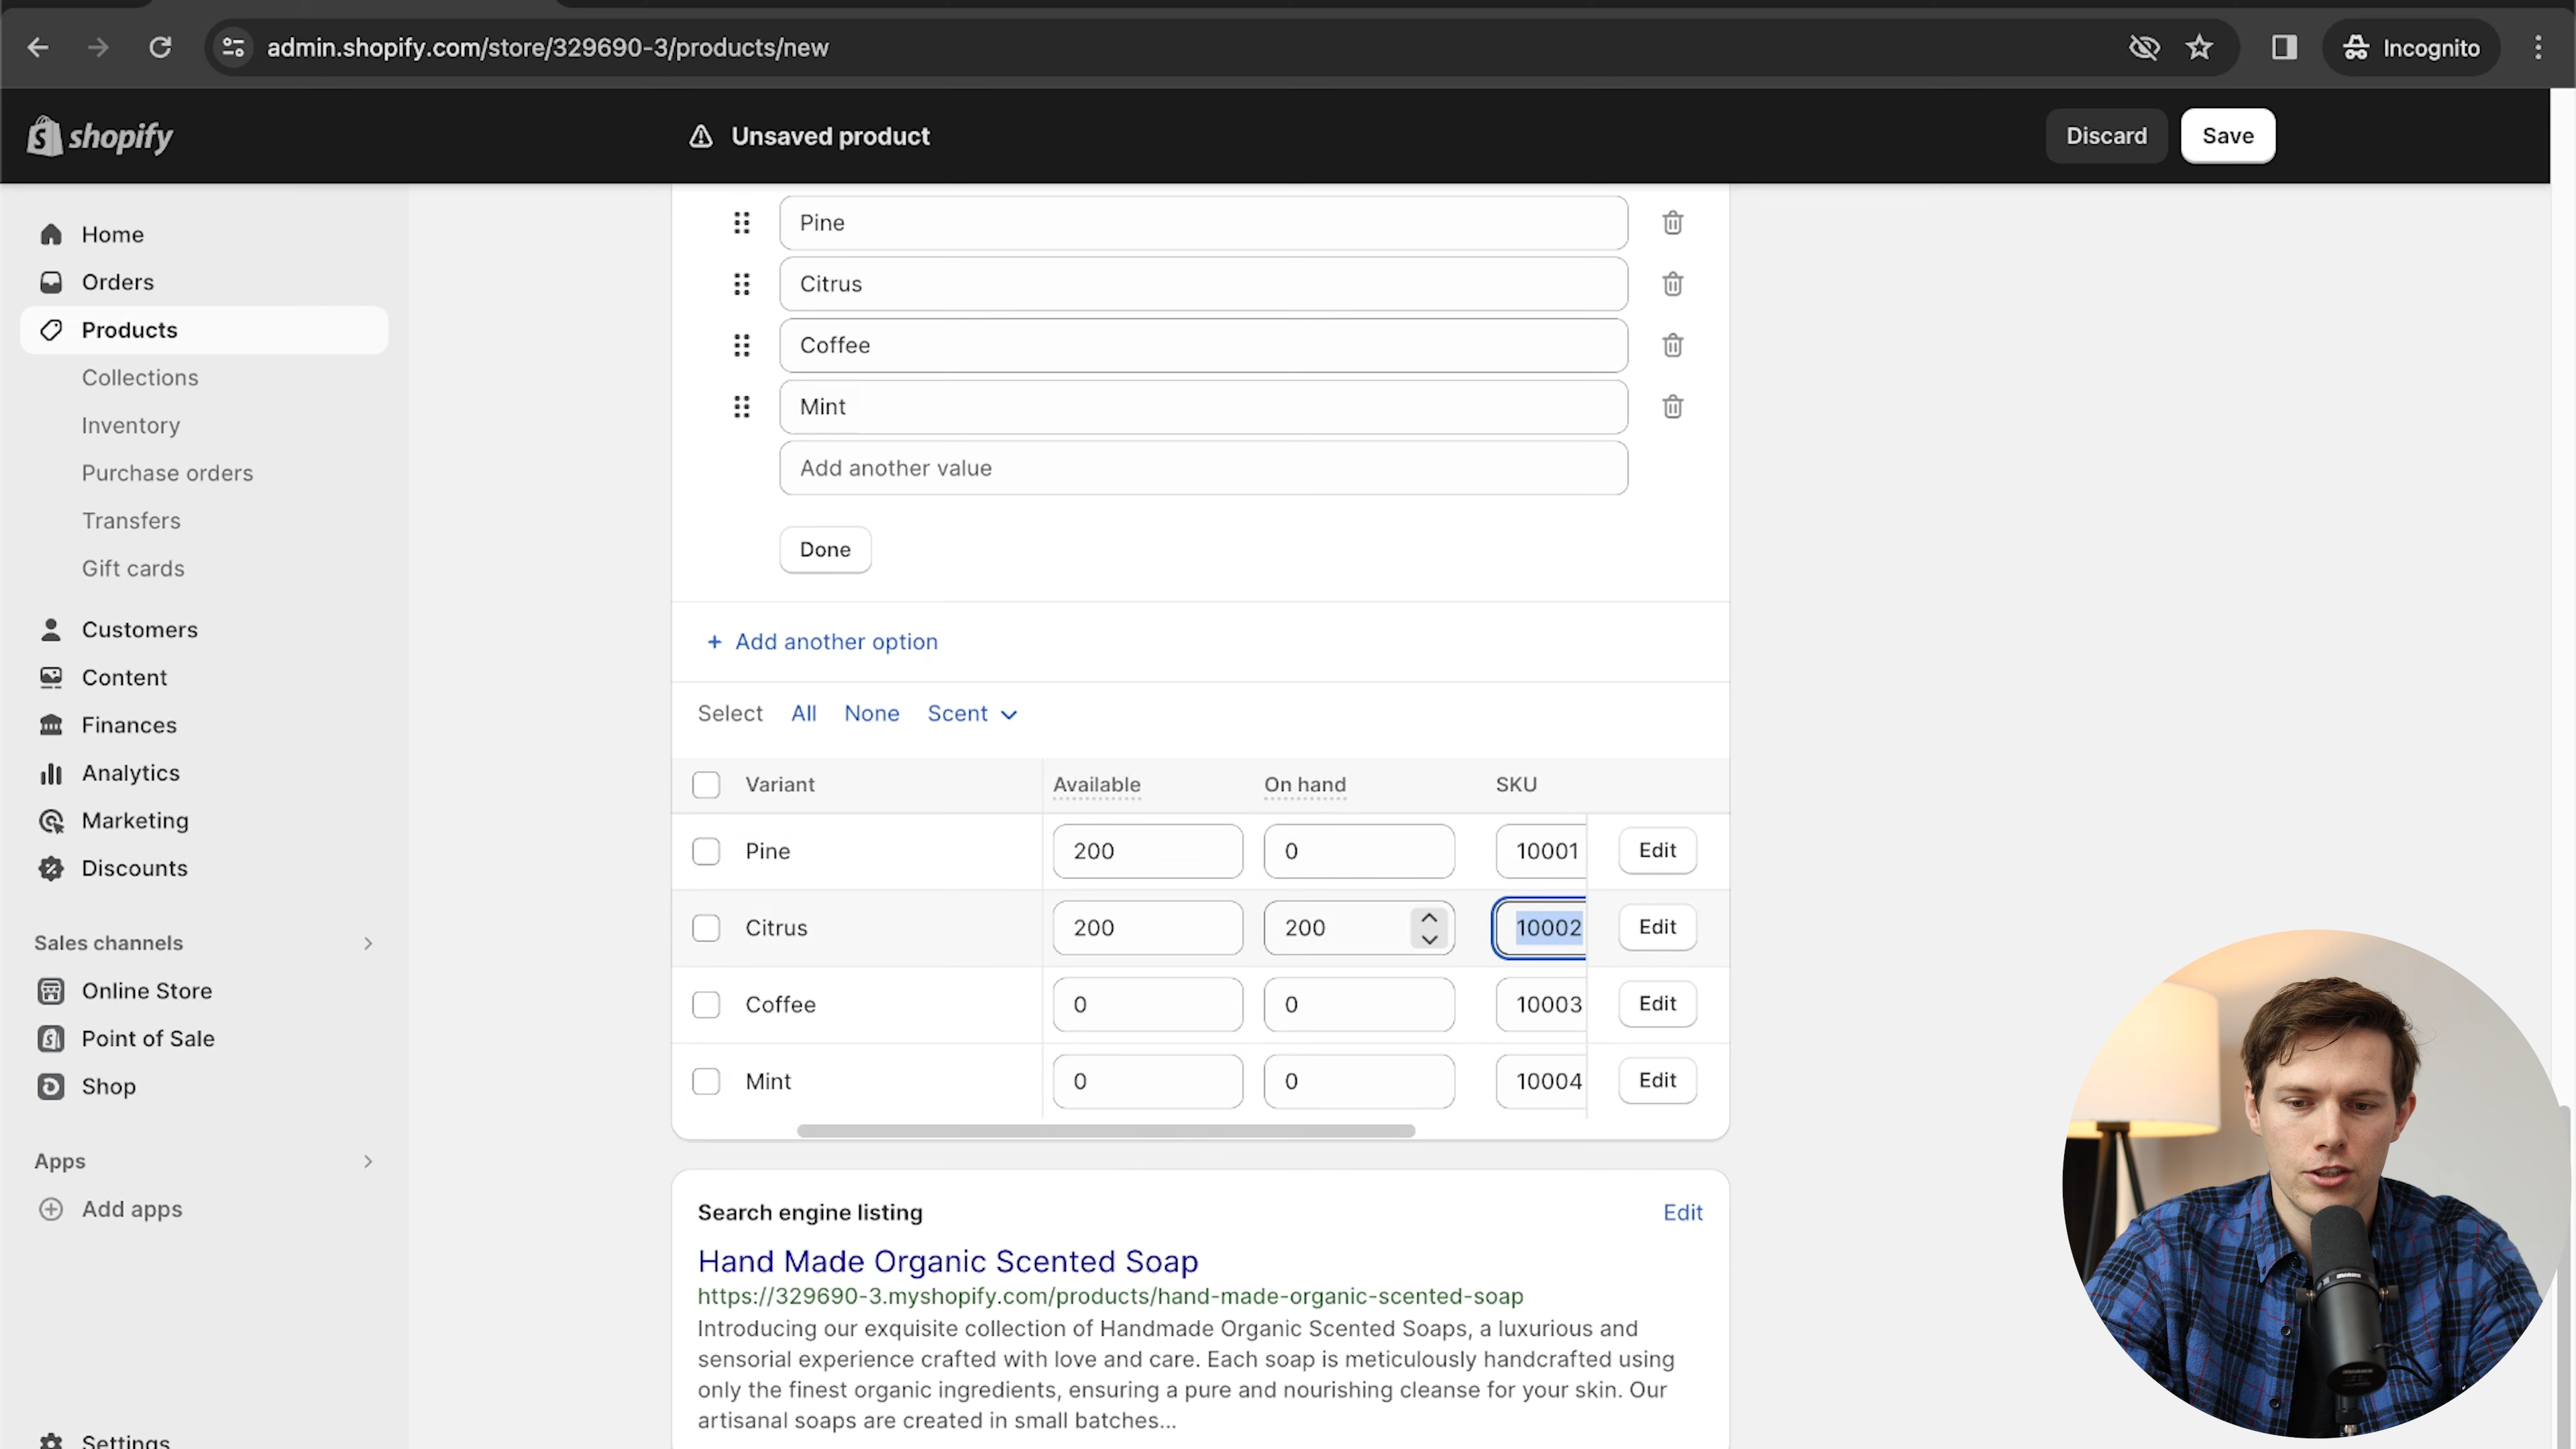 admin.shopify.com/store/329690-3/products/new
Incognito
shopify
Unsaved product
Discard
Save
Home
Orders
Products
Collections
Inventory
Purchase orders
Transfers
Gift cards
Customers
Content
Finances
Analytics
Marketing
Discounts
Sales channels
Online Store
Point of Sale
Shop
Apps
Add apps
Settings
Pine
Citrus
Coffee
Mint
Add another value
Done
+ Add another option
Select All None Scent
Variant Available On hand SKU
Pine 200 0 10001 Edit
Citrus 200 200 10002 Edit
Coffee 0 0 10003 Edit
Mint 0 0 10004 Edit
Search engine listing Edit
Hand Made Organic Scented Soap
https://329690-3.myshopify.com/products/hand-made-organic-scented-soap
Introducing our exquisite collection of Handmade Organic Scented Soaps, a luxurious and
sensorial experience crafted with love and care. Each soap is meticulously handcrafted using
only the finest organic ingredients, ensuring a pure and nourishing cleanse for your skin. Our
artisanal soaps are created in small batches...